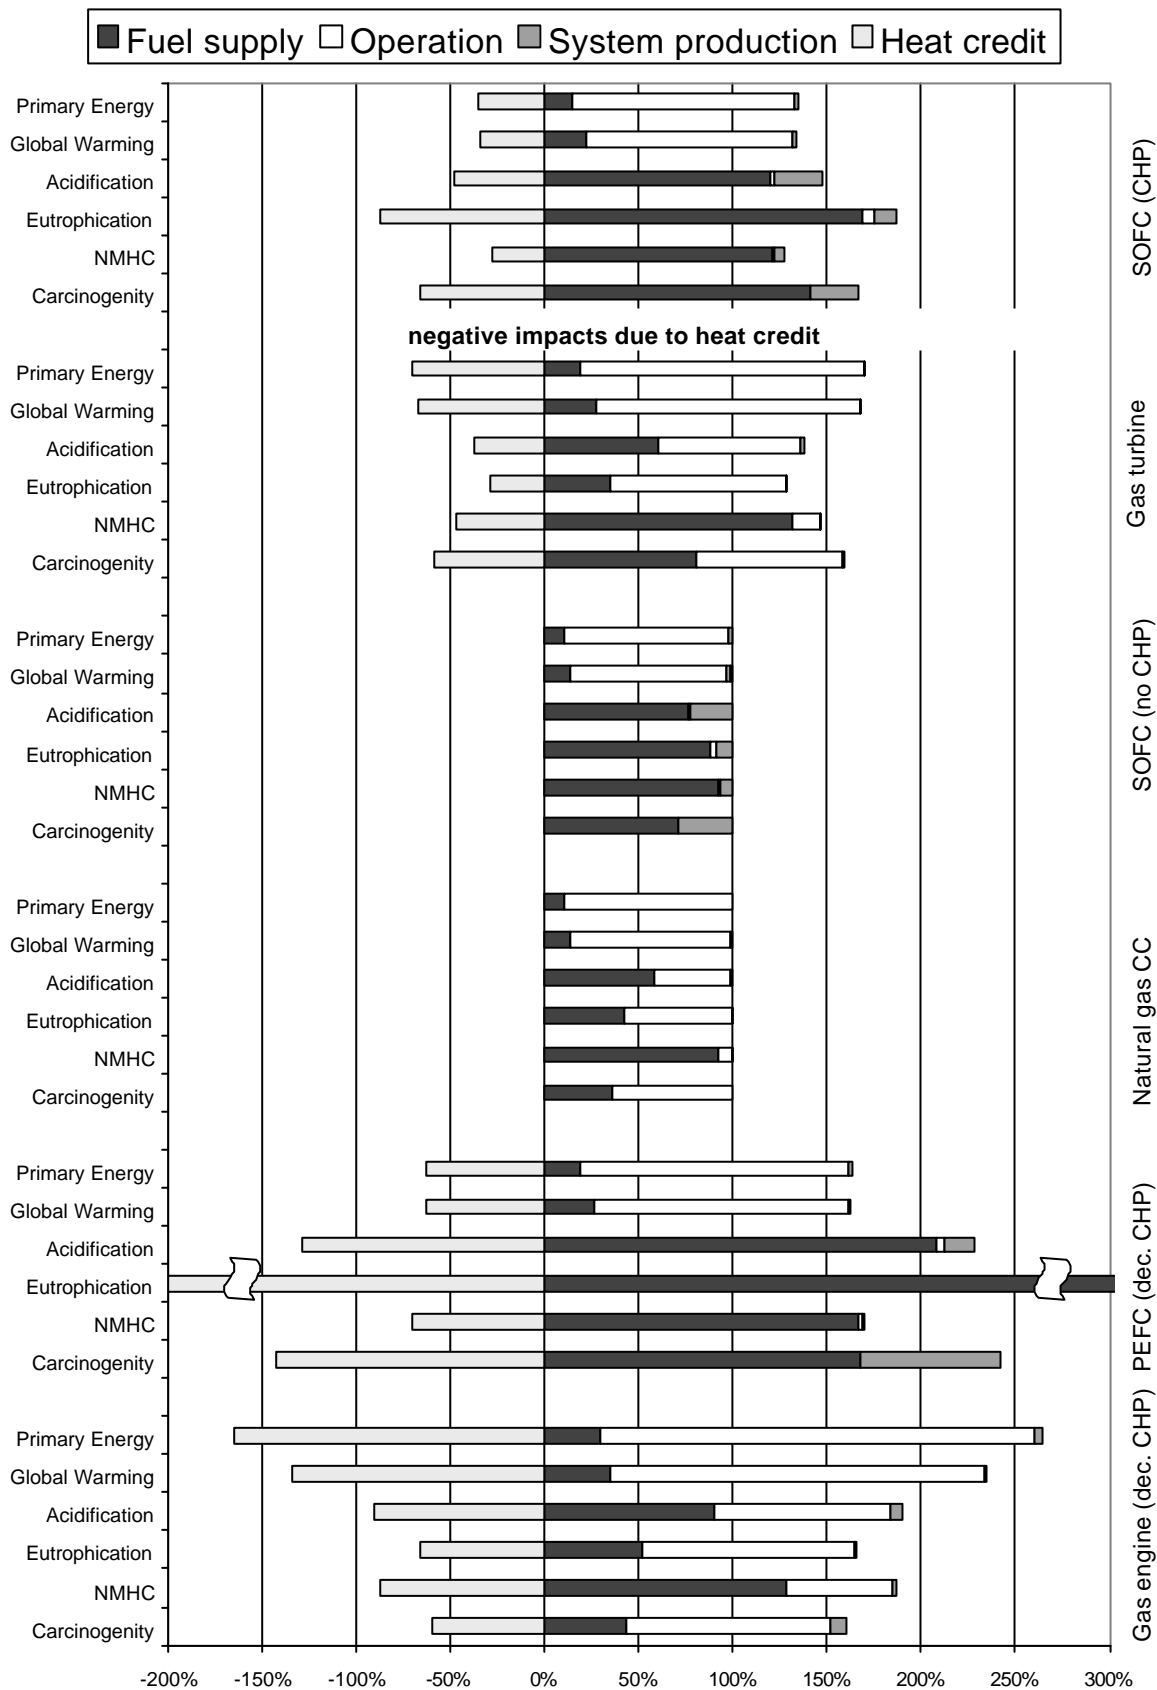 Fuel supply Operation System production Heat credit
Primary Energy
Global Warming
Acidification
Eutrophication
NMHC
Carcinogenity
SOFC (CHP)
negative impacts due to heat credit
Primary Energy
Global Warming
Acidification
Eutrophication
NMHC
Carcinogenity
Gas turbine
Primary Energy
Global Warming
Acidification
Eutrophication
NMHC
Carcinogenity
SOFC (no CHP)
Primary Energy
Global Warming
Acidification
Eutrophication
NMHC
Carcinogenity
Natural gas CC
Primary Energy
Global Warming
Acidification
Eutrophication
NMHC
Carcinogenity
PEFC (dec. CHP)
Primary Energy
Global Warming
Acidification
Eutrophication
NMHC
Carcinogenity
Gas engine (dec. CHP)
-200% -150% -100% -50% 0% 50% 100% 150% 200% 250% 300%